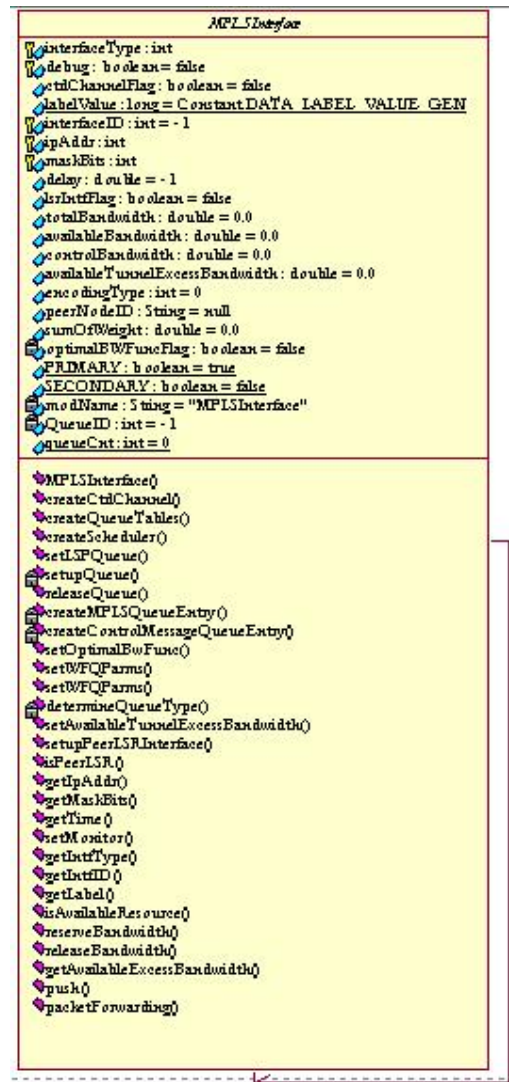 MPLSInterface
interfaceType : int
debug : boolean = false
ctrlChannelFlag : boolean = false
labelValue : long = Constant.DATA_LABEL_VALUE_GEN
interfaceID : int = - 1
ipAddr : int
maskBits : int
delay : double = - 1
lsrIntfFlag : boolean = false
totalBandwidth : double = 0.0
availableBandwidth : double = 0.0
controlBandwidth : double = 0.0
availableTunnelExcessBandwidth : double = 0.0
encodingType : int = 0
peerNodeID : String = null
sumOfWeight : double = 0.0
optimalBWFuncFlag : boolean = false
PRIMARY : boolean = true
SECONDARY : boolean = false
modName : String = "MPLSInterface"
QueueID : int = - 1
queueCnt : int = 0
MPLSInterface()
createCtrlChannel()
createQueueTables()
createScheduler()
setLSPQueue()
setupQueue()
releaseQueue()
createMPLSQueueEntry()
createControlMessageQueueEntry()
setOptimalBwFunc()
setWFQParms()
setWFQParms()
determineQueueType()
setAvailableTunnelExcessBandwidth()
setupPeerLSRInterface()
isPeerLSR()
getIpAddr()
getMaskBits()
getTime()
setMonitor()
getIntfType()
getIntfID()
getLabel()
isAvailableResource()
reserveBandwidth()
releaseBandwidth()
getAvailableExcessBandwidth()
push()
packetForwarding()